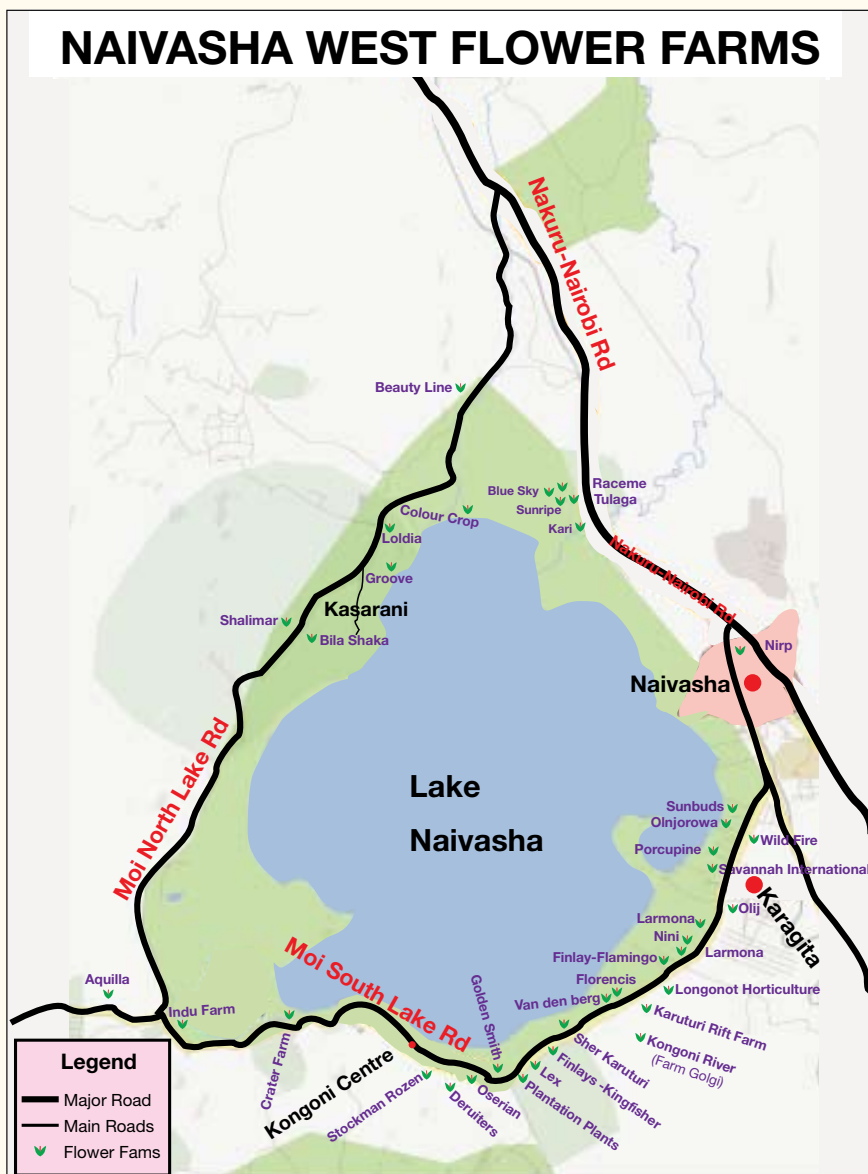 NAIVASHA WEST FLOWER FARMS
Nakuru-Nairobi Rd
Beauty Line
Blue Sky
Raceme
Tulaga
Sunripe
Colour Crop
Kari
Loldia
Nakuru-Nairobi Rd
Groove
Kasarani
Shalimar
Bila Shaka
Nirp
Naivasha
Moi North Lake Rd
Lake
Naivasha
Sunbuds
Olnjorowa
Wild Fire
Porcupine
Savannah International
Karagita
Olij
Larmona
Nini
Larmona
Finlay-Flamingo
Moi South Lake Rd
Aquilla
Florencis
Longonot Horticulture
Van den berg
Indu Farm
Golden Smith
Karuturi Rift Farm
Crater Farm
Sher Karuturi
Kongoni River
(Farm Golgi)
Kongoni Centre
Finlays -Kingfisher
Lex
Stockman Rozen
Oserian
Deruiters
Plantation Plants
Legend
Major Road
Main Roads
Flower Fams